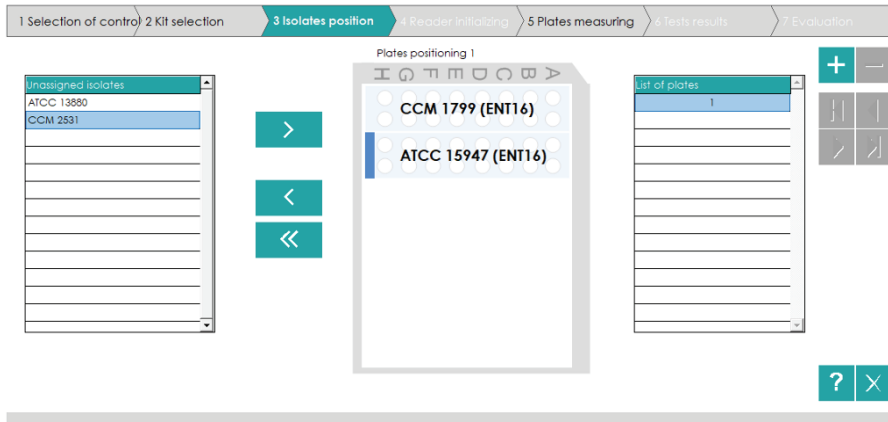 1 Selection of control
2 Kit selection
3 Isolates position
4 Reader initializing
5 Plates measuring
6 Tests results
7 Evaluation
Plates positioning 1
H G F E D C B A
Unassigned isolates
ATCC 13880
CCM 2531
>
<
<<
CCM 1799 (ENT16)
ATCC 15947 (ENT16)
List of plates
1
+
−
?
X